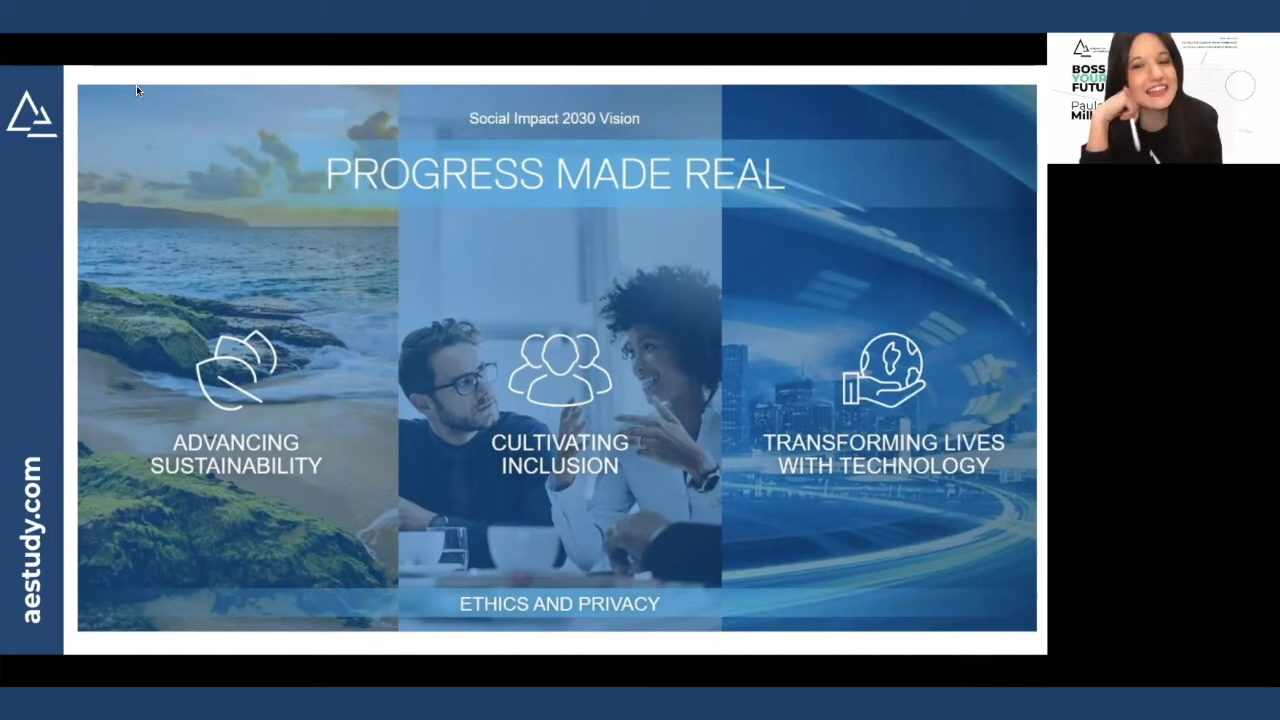 Social Impact 2030 Vision
PROGRESS MADE REAL
ADVANCING
SUSTAINABILITY
CULTIVATING
INCLUSION
TRANSFORMING LIVES
WITH TECHNOLOGY
ETHICS AND PRIVACY
aestudy.com
BOSS
YOUR
FUTU
Paul
Mill